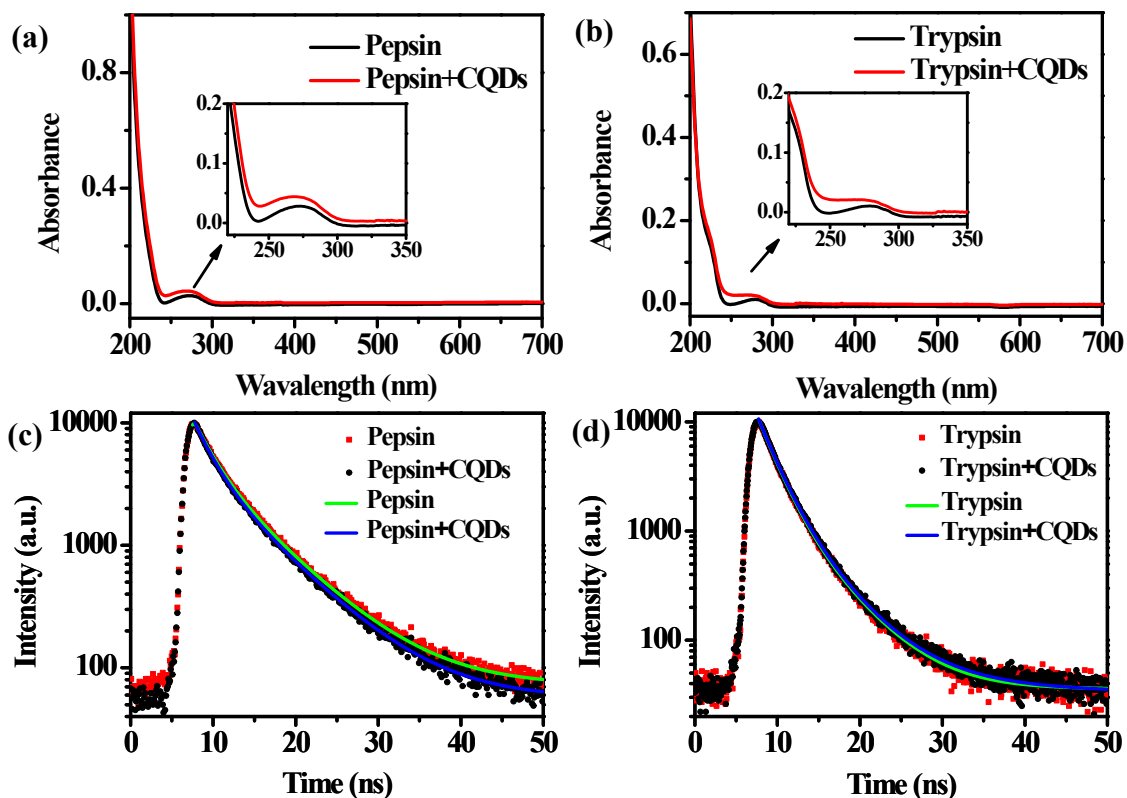 (a)
Pepsin
Pepsin+CQDs
0.8
0.4
0.0
Absorbance
0.2
0.1
0.0
250 300 350
200 300 400 500 600 700
Wavalength (nm)
(b)
Trypsin
Trypsin+CQDs
0.6
0.4
0.2
0.0
Absorbance
0.2
0.1
0.0
250 300 350
200 300 400 500 600 700
Wavalength (nm)
(c)
Pepsin
Pepsin+CQDs
Pepsin
Pepsin+CQDs
10000
1000
100
Intensity (a.u.)
0 10 20 30 40 50
Time (ns)
(d)
Trypsin
Trypsin+CQDs
Trypsin
Trypsin+CQDs
10000
1000
100
Intensity (a.u.)
0 10 20 30 40 50
Time (ns)